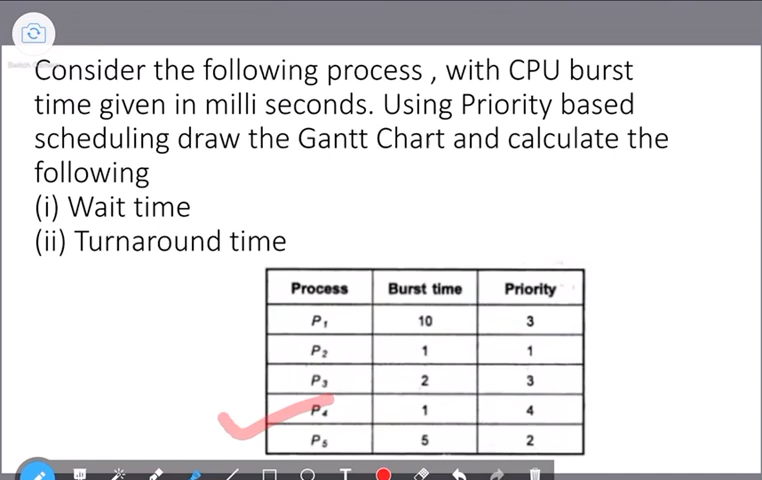 Consider the following process , with CPU burst
time given in milli seconds. Using Priority based
scheduling draw the Gantt Chart and calculate the
following
(i) Wait time
(ii) Turnaround time
Process Burst time Priority
P₁ 10 3
P₂ 1 1
P₃ 2 3
P₄ 1 4
P₅ 5 2